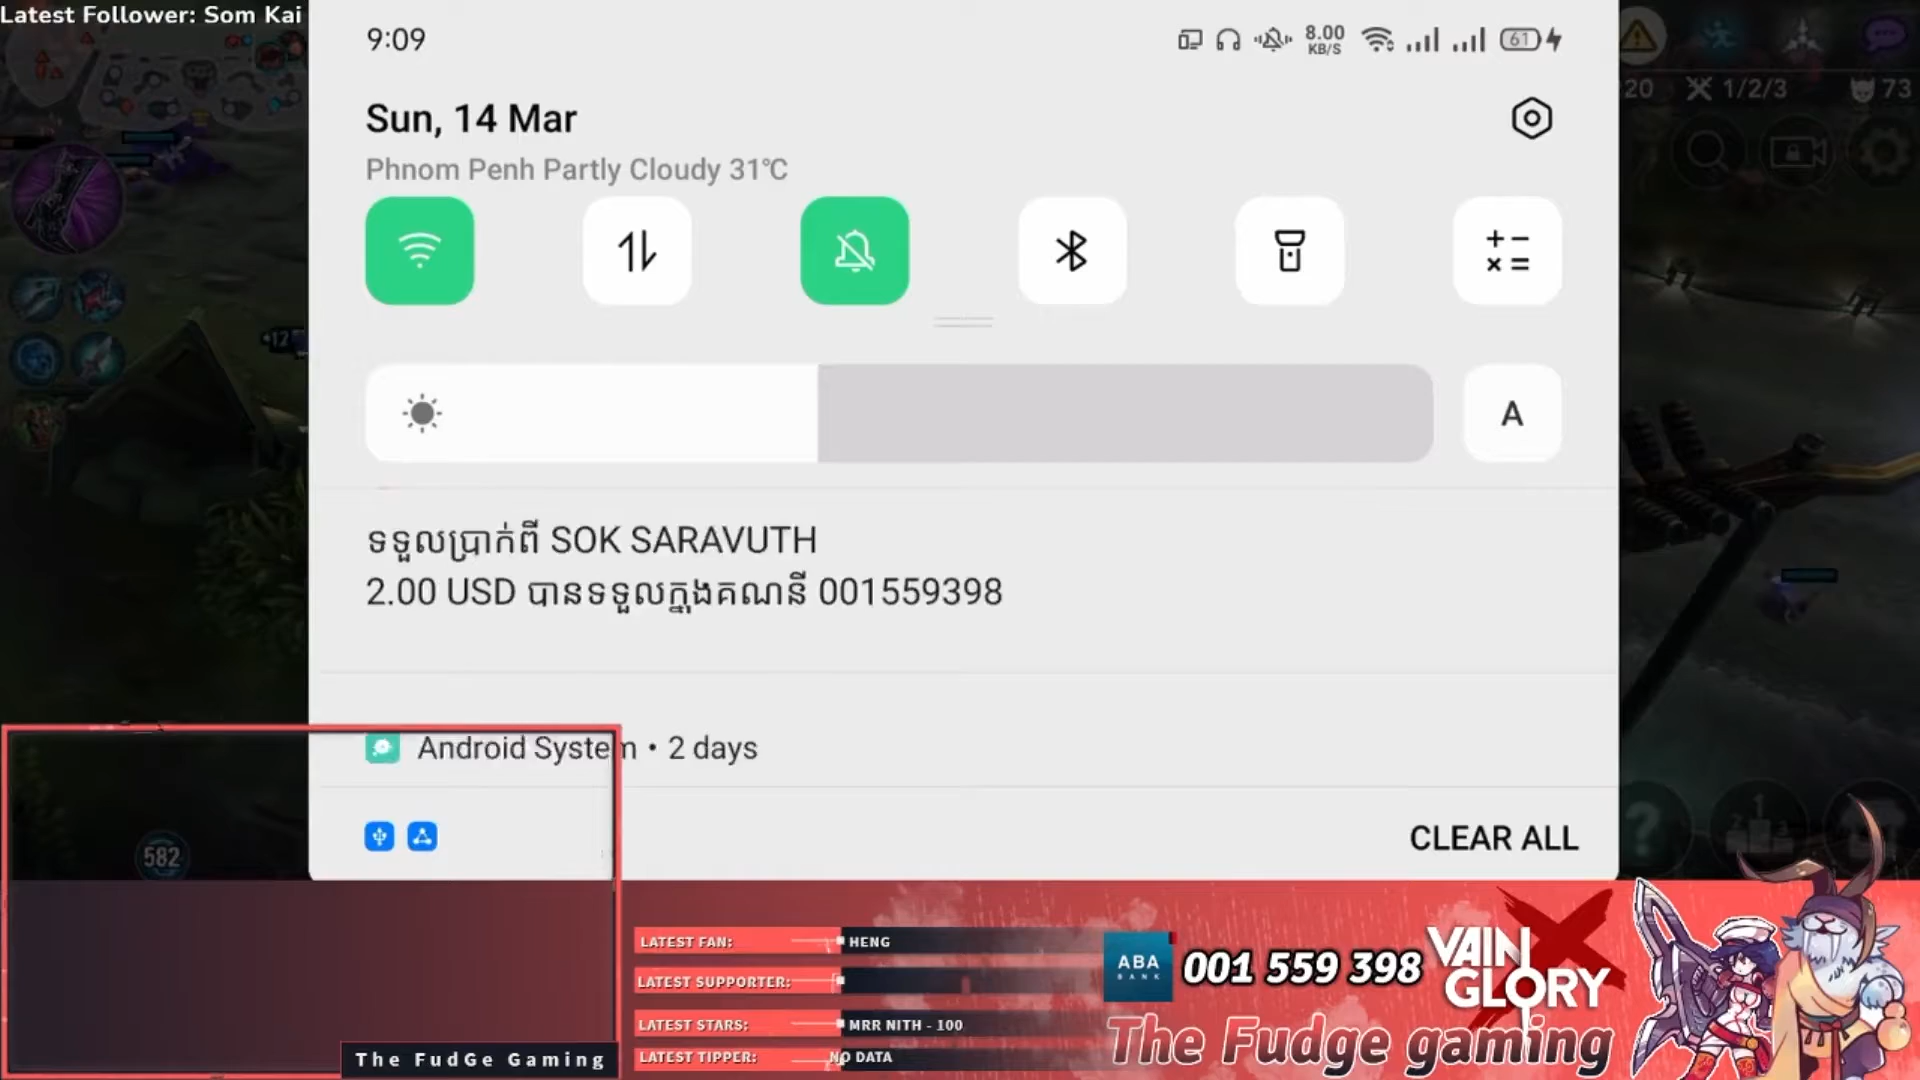 Latest Follower: Som Kai
9:09
8.00
KB/S
61
20
1/2/3
73
Sun, 14 Mar
Phnom Penh Partly Cloudy 31℃
A
ទទួលប្រាក់ពី SOK SARAVUTH
2.00 USD បានទទួលក្នុងគណនី 001559398
Android System • 2 days
582
CLEAR ALL
LATEST FAN: HENG
LATEST SUPPORTER:
LATEST STARS: MRR NITH - 100
LATEST TIPPER: NO DATA
The FudGe Gaming
ABA
BANK
001 559 398
VAIN
GLORY
The Fudge gaming